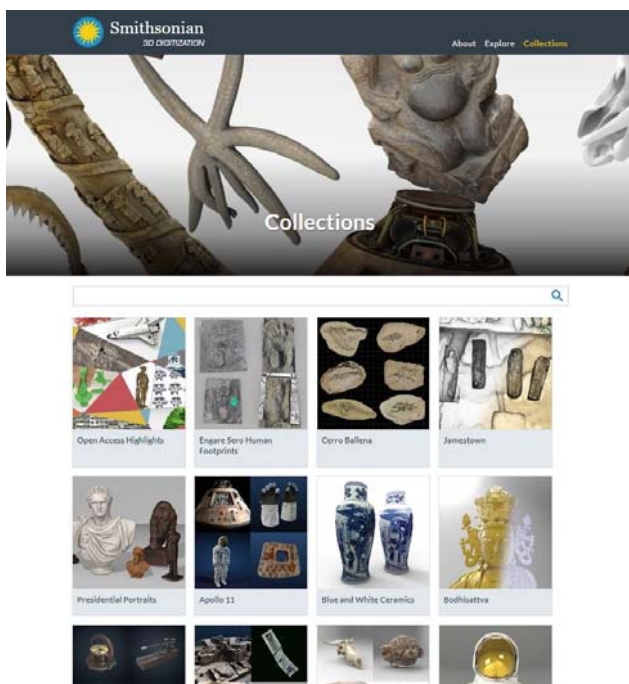 Smithsonian
3D DIGITIZATION
About Explore Collections
Collections
Open Access Highlights
Engare Sero Human
Footprints
Cerro Ballena
Jamestown
Presidential Portraits
Apollo 11
Blue and White Ceramics
Bodhisattva